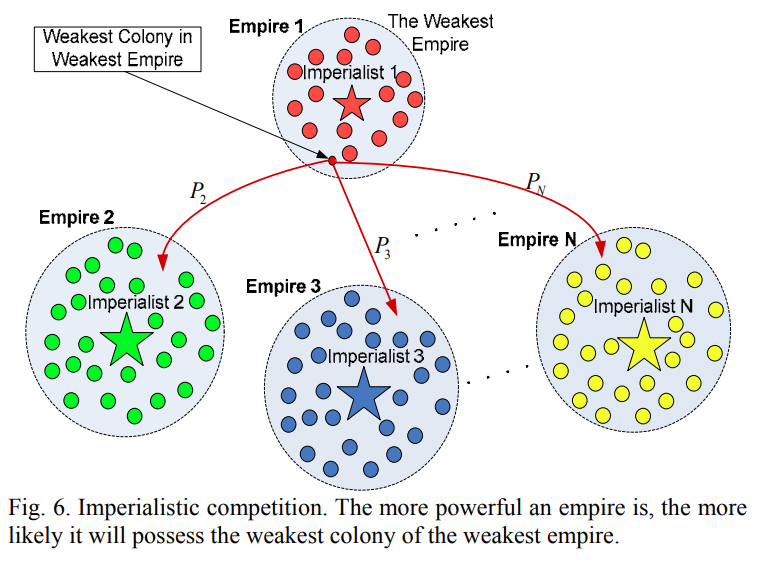 Weakest Colony in
Weakest Empire
Empire 1
The Weakest
Empire
Imperialist 1
P2
P3
PN
Empire 2
Imperialist 2
Empire 3
Imperialist 3
Empire N
Imperialist N
Fig. 6. Imperialistic competition. The more powerful an empire is, the more
likely it will possess the weakest colony of the weakest empire.